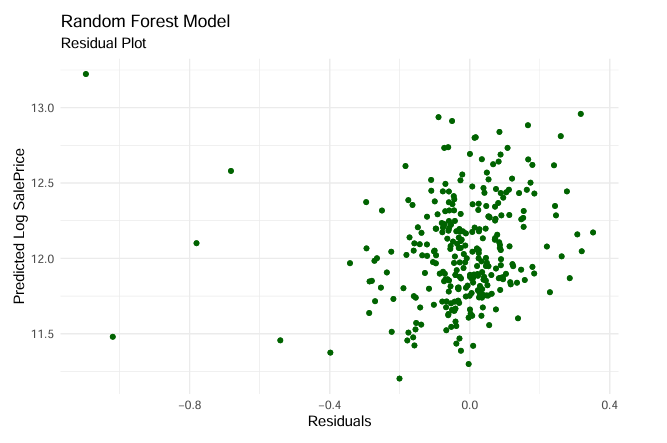 Random Forest Model
Residual Plot
Predicted Log SalePrice
13.0
12.5
12.0
11.5
−0.8
−0.4
0.0
0.4
Residuals